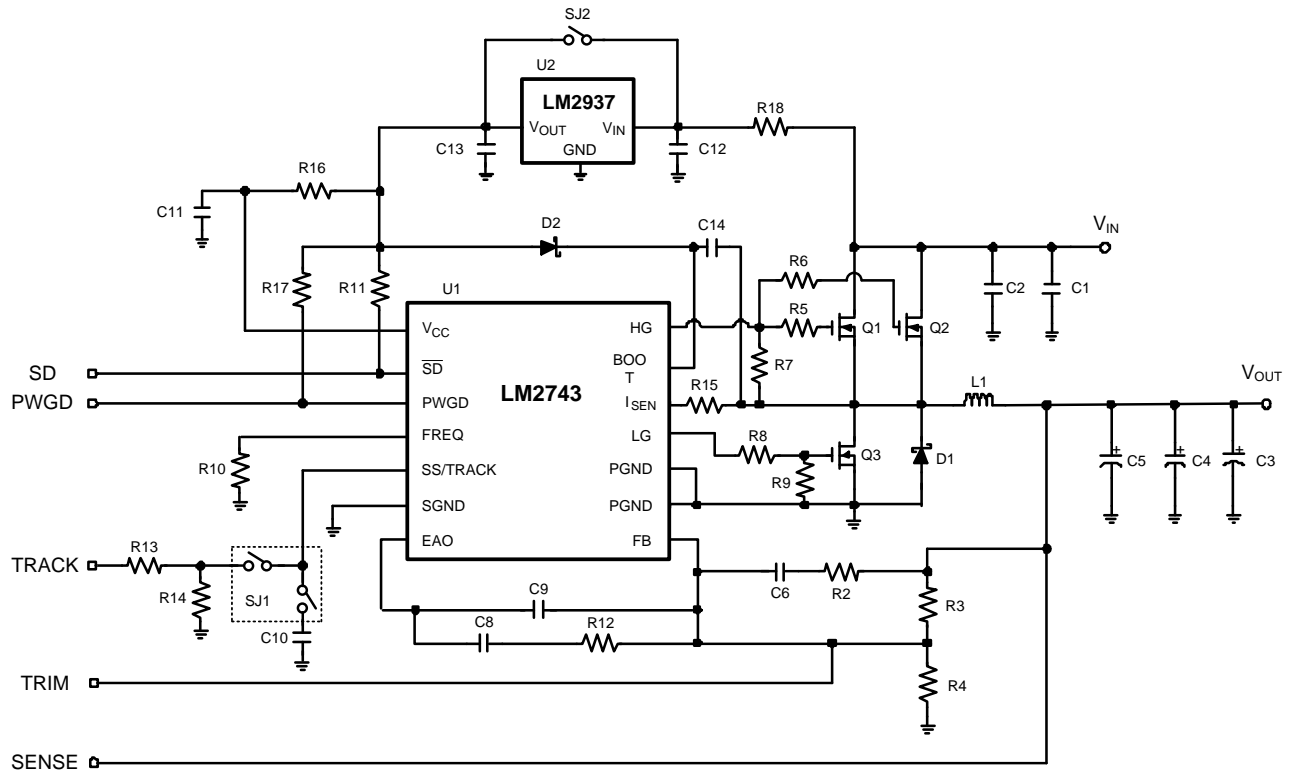 SJ2
U2
LM2937
VOUT
VIN
GND
C13
C12
R18
R16
C11
D2
C14
VIN
R17
R11
U1
R6
R5
C2
C1
VCC
HG
Q1
Q2
BOO
T
R7
SD
SD
LM2743
ISEN
R15
L1
VOUT
PWGD
PWGD
FREQ
LG
R8
Q3
D1
R10
SS/TRACK
PGND
R9
C5
C4
C3
+
+
+
SGND
PGND
EAO
FB
TRACK
R13
R14
SJ1
C10
C9
C8
R12
C6
R2
R3
R4
TRIM
SENSE